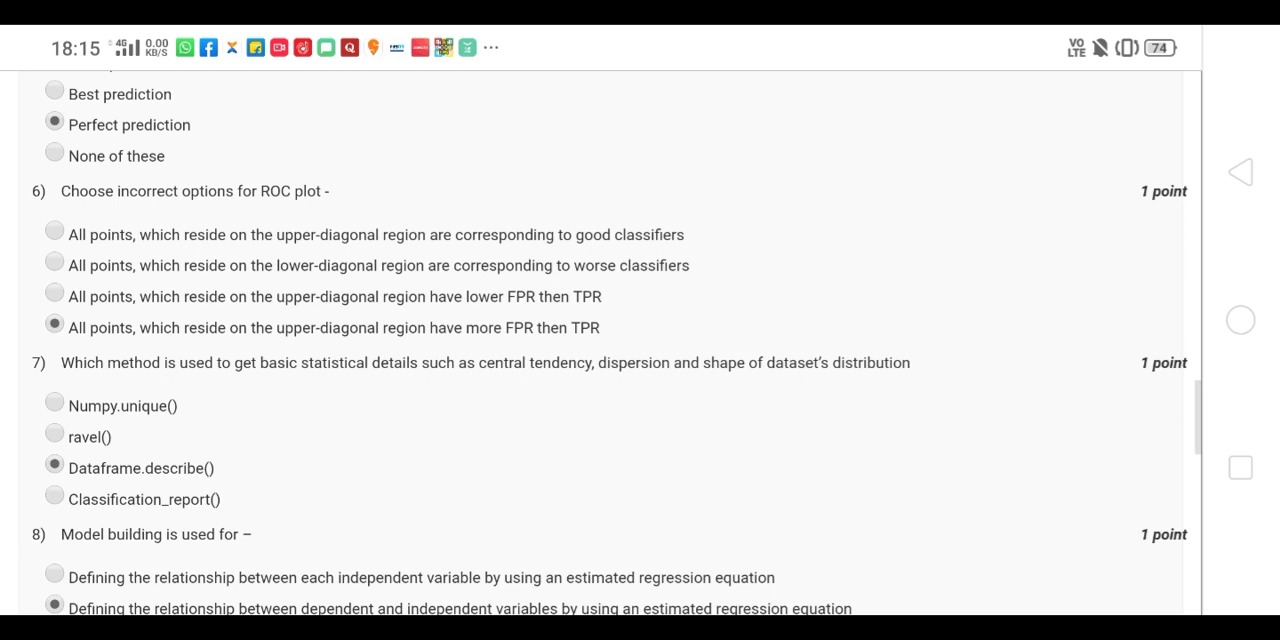 18:15 4G 0.00 KB/S Q ... VO LTE 74
Best prediction
Perfect prediction
None of these
6) Choose incorrect options for ROC plot - 1 point
All points, which reside on the upper-diagonal region are corresponding to good classifiers
All points, which reside on the lower-diagonal region are corresponding to worse classifiers
All points, which reside on the upper-diagonal region have lower FPR then TPR
All points, which reside on the upper-diagonal region have more FPR then TPR
7) Which method is used to get basic statistical details such as central tendency, dispersion and shape of dataset’s distribution 1 point
Numpy.unique()
ravel()
Dataframe.describe()
Classification_report()
8) Model building is used for – 1 point
Defining the relationship between each independent variable by using an estimated regression equation
Defining the relationship between dependent and independent variables by using an estimated regression equation